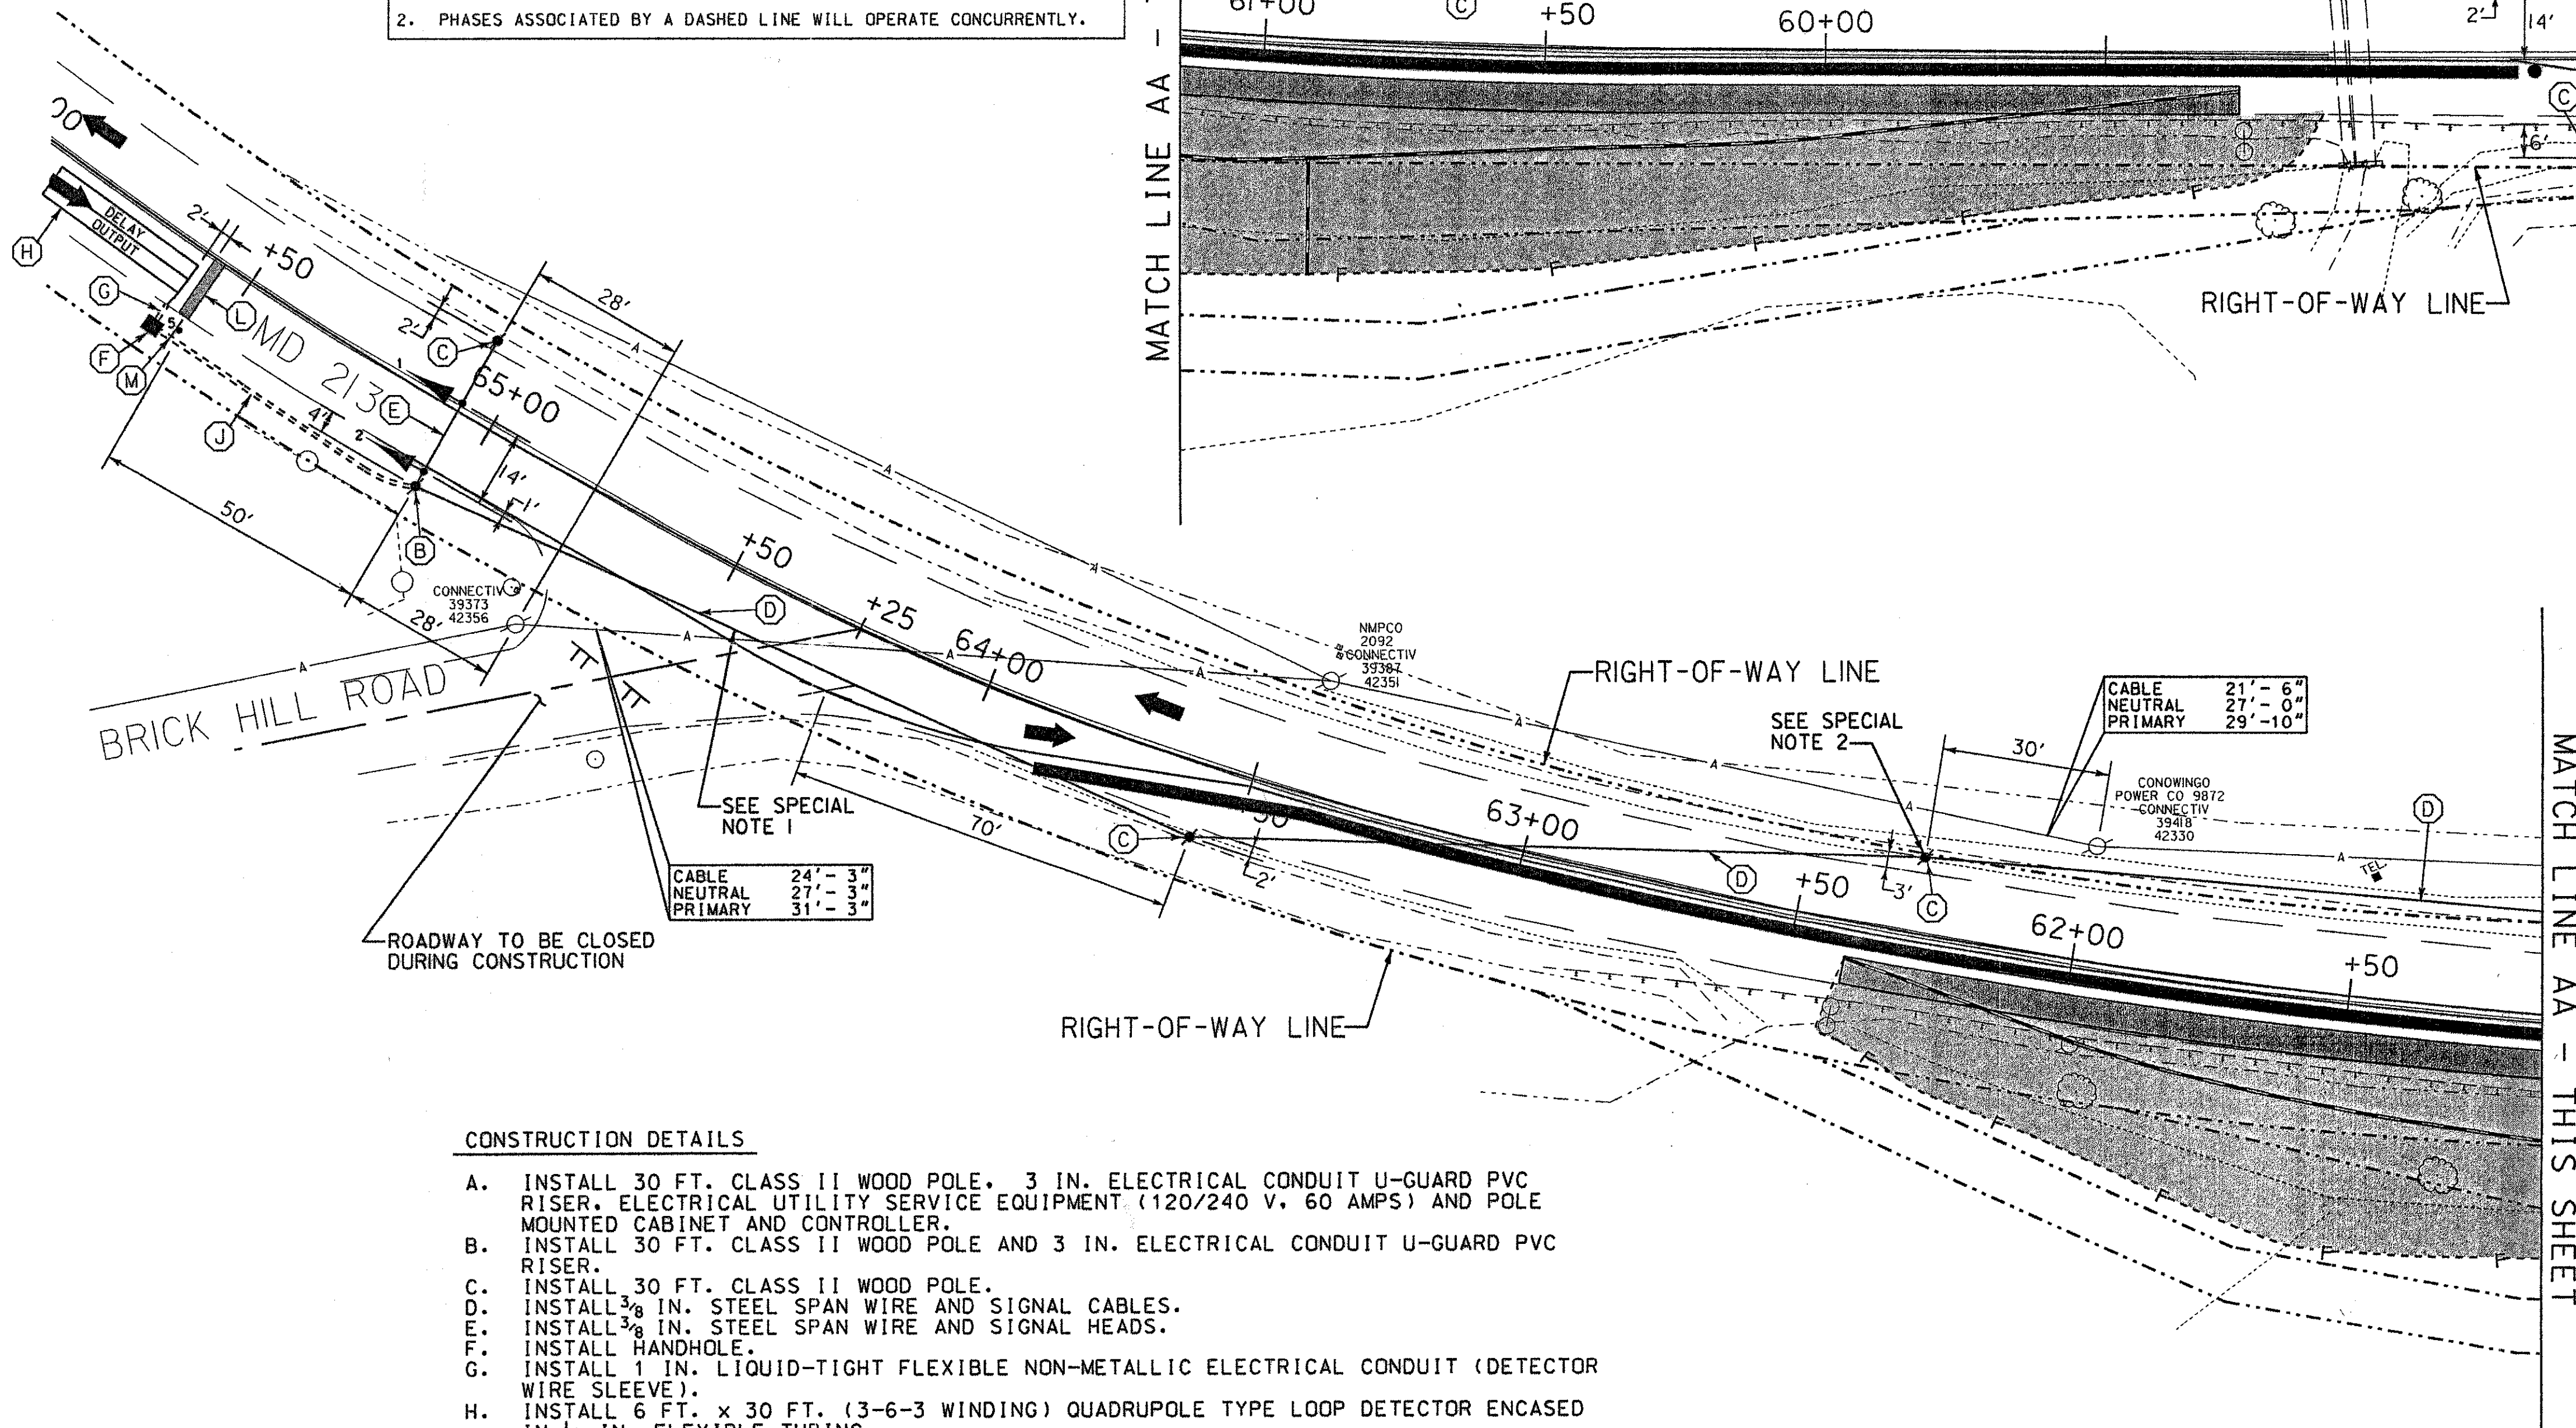 2. PHASES ASSOCIATED BY A DASHED LINE WILL OPERATE CONCURRENTLY.
61+00
C
+50
60+00
2'
14'
C
6'
RIGHT-OF-WAY LINE
MATCH LINE AA -
00
DELAY
OUTPUT
H
2'
+50
G
L
5'
F
M
MD 213
J
4'
E
1
2
2'
C
28'
65+00
14'
1'
B
50'
28'
CONNECTIV
39373
42356
+50
D
+25
64+00
A
BRICK HILL ROAD
NMPCO
2092
CONNECTIV
39387
42351
RIGHT-OF-WAY LINE
SEE SPECIAL
NOTE 2
30'
CABLE 21'- 6"
NEUTRAL 27'- 0"
PRIMARY 29'-10"
CONOWINGO
POWER CO 9872
CONNECTIV
39418
42330
D
TEL.
SEE SPECIAL
NOTE 1
70'
C
+50
2'
63+00
D
+50
3'
C
62+00
+50
CABLE 24'- 3"
NEUTRAL 27'- 3"
PRIMARY 31'- 3"
ROADWAY TO BE CLOSED
DURING CONSTRUCTION
RIGHT-OF-WAY LINE
F
MATCH LINE AA - THIS SHEET
CONSTRUCTION DETAILS
A. INSTALL 30 FT. CLASS II WOOD POLE. 3 IN. ELECTRICAL CONDUIT U-GUARD PVC
RISER. ELECTRICAL UTILITY SERVICE EQUIPMENT (120/240 V. 60 AMPS) AND POLE
MOUNTED CABINET AND CONTROLLER.
B. INSTALL 30 FT. CLASS II WOOD POLE AND 3 IN. ELECTRICAL CONDUIT U-GUARD PVC
RISER.
C. INSTALL 30 FT. CLASS II WOOD POLE.
D. INSTALL 3/8 IN. STEEL SPAN WIRE AND SIGNAL CABLES.
E. INSTALL 3/8 IN. STEEL SPAN WIRE AND SIGNAL HEADS.
F. INSTALL HANDHOLE.
G. INSTALL 1 IN. LIQUID-TIGHT FLEXIBLE NON-METALLIC ELECTRICAL CONDUIT (DETECTOR
WIRE SLEEVE).
H. INSTALL 6 FT. x 30 FT. (3-6-3 WINDING) QUADRUPOLE TYPE LOOP DETECTOR ENCASED
IN FLEXIBLE TUBING